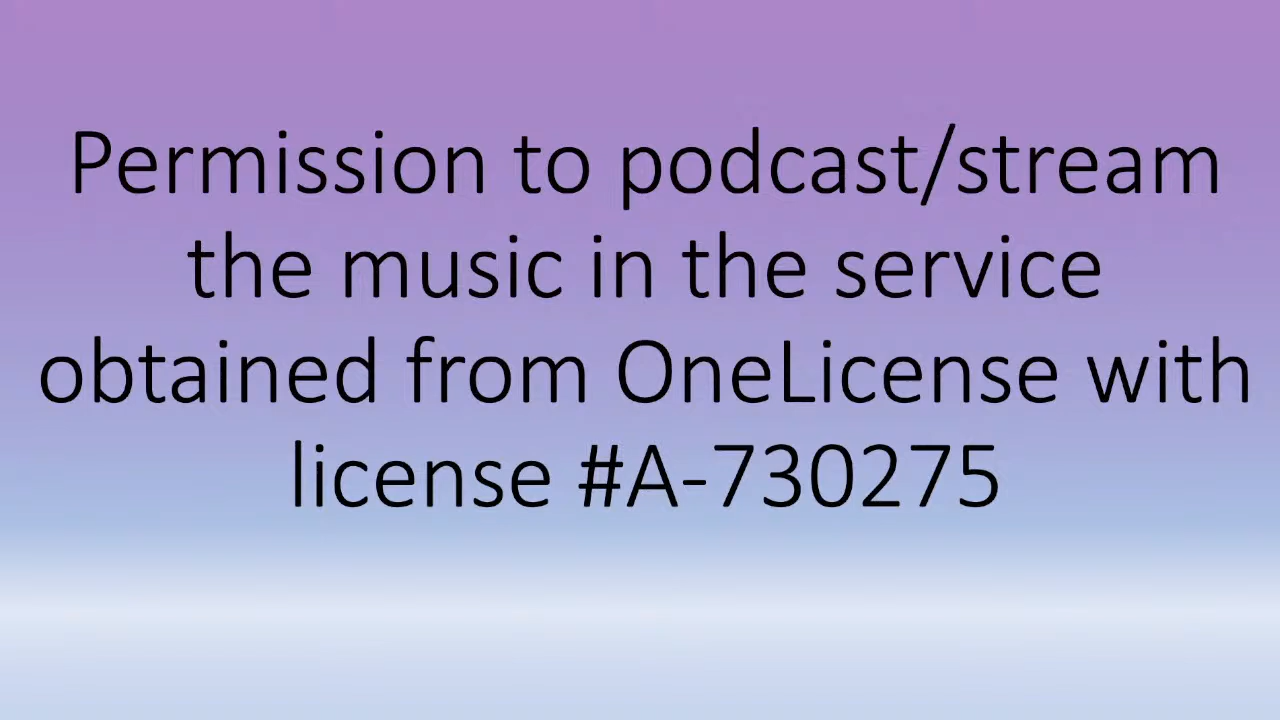 Permission to podcast/stream
the music in the service
obtained from OneLicense with
license #A-730275